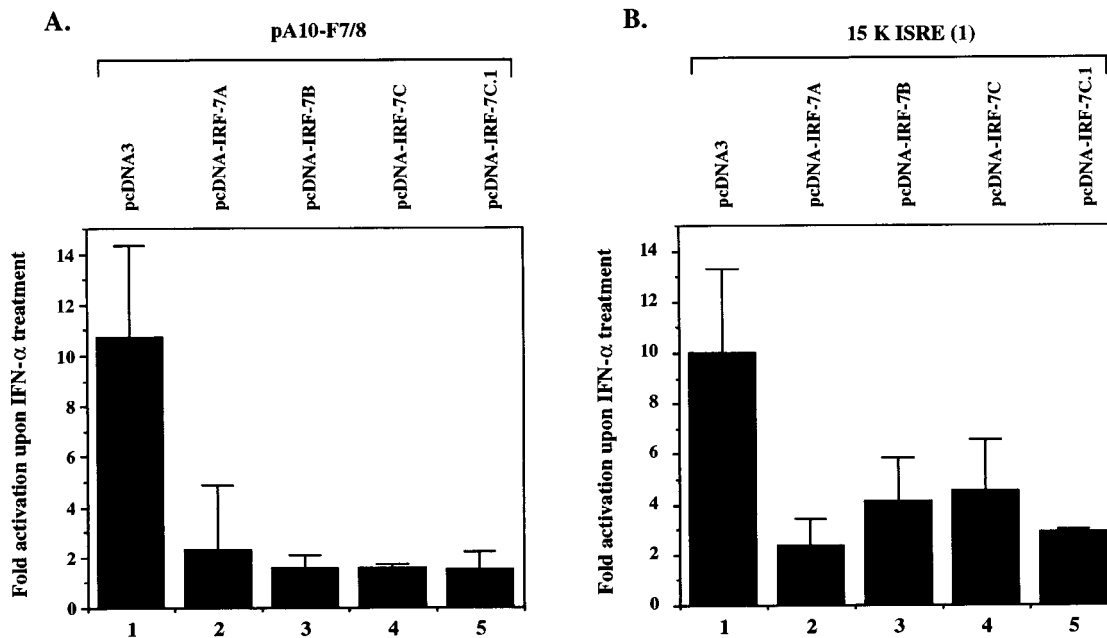 A.
pA10-F7/8
pcDNA3
pcDNA-IRF-7A
pcDNA-IRF-7B
pcDNA-IRF-7C
pcDNA-IRF-7C.1
Fold activation upon IFN-α treatment
14
12
10
8
6
4
2
0
1 2 3 4 5
B.
15 K ISRE (1)
pcDNA3
pcDNA-IRF-7A
pcDNA-IRF-7B
pcDNA-IRF-7C
pcDNA-IRF-7C.1
Fold activation upon IFN-α treatment
14
12
10
8
6
4
2
0
1 2 3 4 5